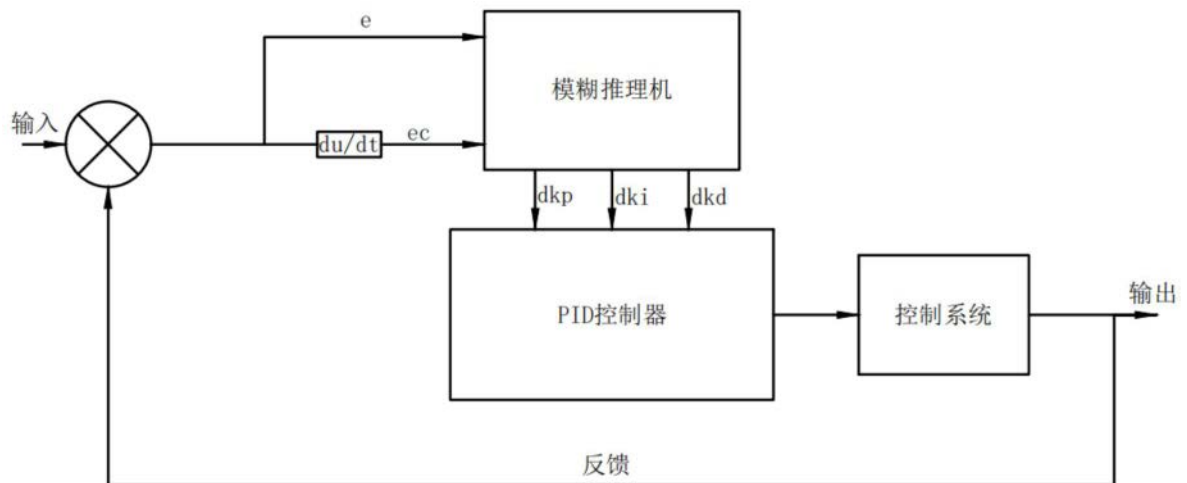 e
模糊推理机
输入
du/dt
ec
dkp
dki
dkd
PID控制器
控制系统
输出
反馈